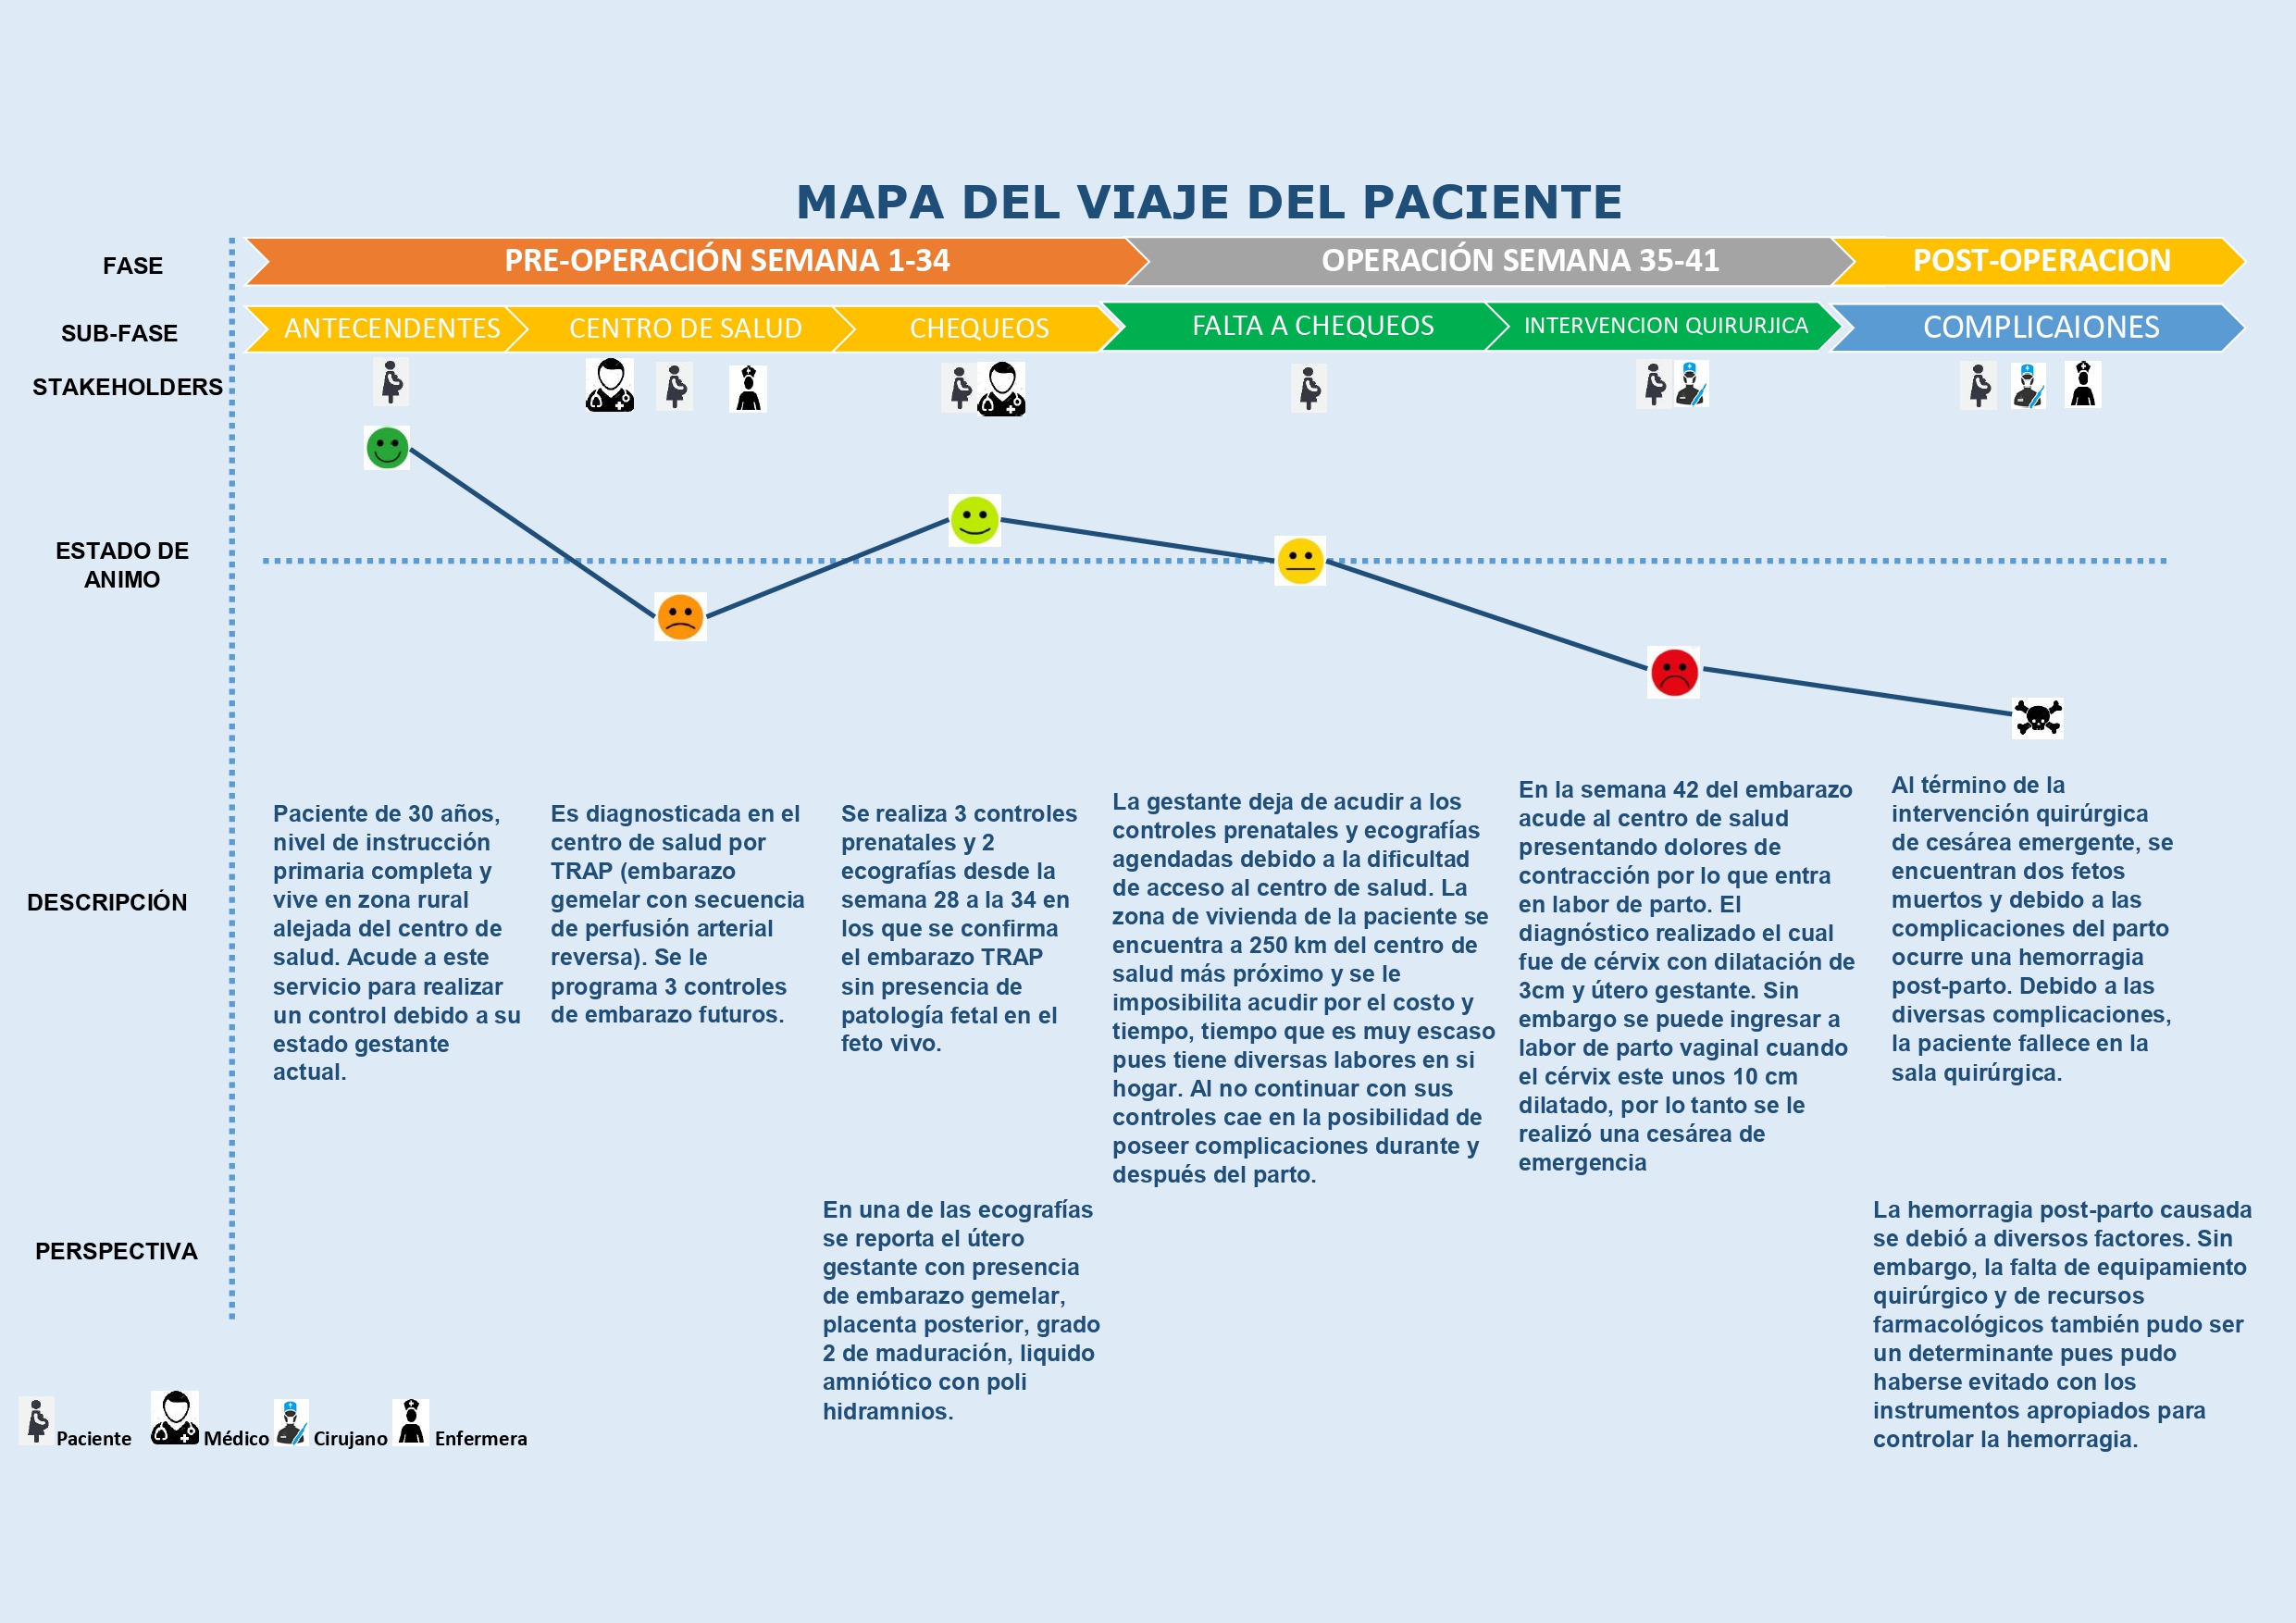 MAPA DEL VIAJE DEL PACIENTE
FASE
PRE-OPERACIÓN SEMANA 1-34
OPERACIÓN SEMANA 35-41
POST-OPERACION
SUB-FASE
ANTECENDENTES
CENTRO DE SALUD
CHEQUEOS
FALTA A CHEQUEOS
INTERVENCION QUIRURJICA
COMPLICAIONES
STAKEHOLDERS
ESTADO DE
ANIMO
DESCRIPCIÓN
Paciente de 30 años,
nivel de instrucción
primaria completa y
vive en zona rural
alejada del centro de
salud. Acude a este
servicio para realizar
un control debido a su
estado gestante
actual.
Es diagnosticada en el
centro de salud por
TRAP (embarazo
gemelar con secuencia
de perfusión arterial
reversa). Se le
programa 3 controles
de embarazo futuros.
Se realiza 3 controles
prenatales y 2
ecografías desde la
semana 28 a la 34 en
los que se confirma
el embarazo TRAP
sin presencia de
patología fetal en el
feto vivo.
La gestante deja de acudir a los
controles prenatales y ecografías
agendadas debido a la dificultad
de acceso al centro de salud. La
zona de vivienda de la paciente se
encuentra a 250 km del centro de
salud más próximo y se le
imposibilita acudir por el costo y
tiempo, tiempo que es muy escaso
pues tiene diversas labores en si
hogar. Al no continuar con sus
controles cae en la posibilidad de
poseer complicaciones durante y
después del parto.
En la semana 42 del embarazo
acude al centro de salud
presentando dolores de
contracción por lo que entra
en labor de parto. El
diagnóstico realizado el cual
fue de cérvix con dilatación de
3cm y útero gestante. Sin
embargo se puede ingresar a
labor de parto vaginal cuando
el cérvix este unos 10 cm
dilatado, por lo tanto se le
realizó una cesárea de
emergencia
Al término de la
intervención quirúrgica
de cesárea emergente, se
encuentran dos fetos
muertos y debido a las
complicaciones del parto
ocurre una hemorragia
post-parto. Debido a las
diversas complicaciones,
la paciente fallece en la
sala quirúrgica.
PERSPECTIVA
En una de las ecografías
se reporta el útero
gestante con presencia
de embarazo gemelar,
placenta posterior, grado
2 de maduración, liquido
amniótico con poli
hidramnios.
La hemorragia post-parto causada
se debió a diversos factores. Sin
embargo, la falta de equipamiento
quirúrgico y de recursos
farmacológicos también pudo ser
un determinante pues pudo
haberse evitado con los
instrumentos apropiados para
controlar la hemorragia.
Paciente
Médico
Cirujano
Enfermera